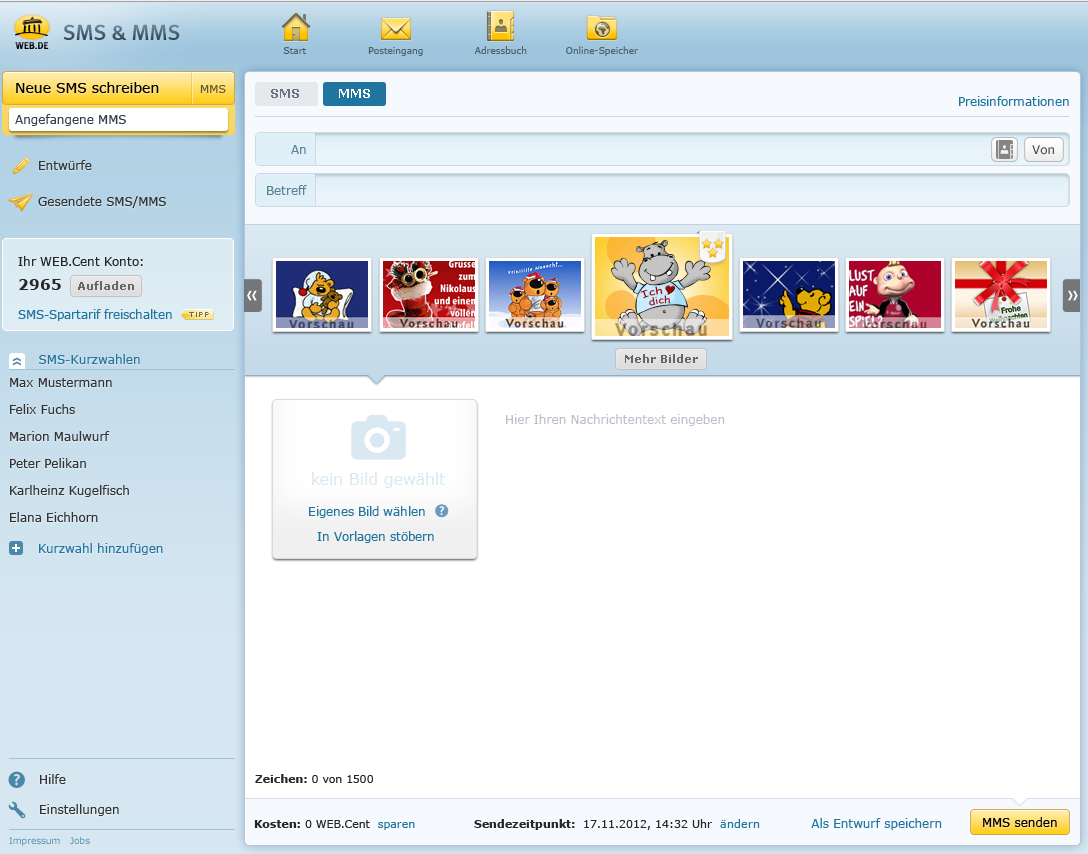 WEB.DE
SMS & MMS
Start
Posteingang
Adressbuch
Online-Speicher
Neue SMS schreiben
MMS
Angefangene MMS
Entwürfe
Gesendete SMS/MMS
Ihr WEB.Cent Konto:
2965 Aufladen
SMS-Spartarif freischalten TIPP
SMS-Kurzwahlen
Max Mustermann
Felix Fuchs
Marion Maulwurf
Peter Pelikan
Karlheinz Kugelfisch
Elana Eichhorn
Kurzwahl hinzufügen
Hilfe
Einstellungen
Impressum Jobs
SMS
MMS
Preisinformationen
An
Von
Betreff
«
Vorschau
Grüsse
zum
Nikolaus
und einen
vollen
Vorschau
Vorschau
Ich
dich
Vorschau
Vorschau
LUST
AUF
EIN
SPIEL?
Frohe
Weihnachten
Vorschau
»
Mehr Bilder
kein Bild gewählt
Eigenes Bild wählen ?
In Vorlagen stöbern
Hier Ihren Nachrichtentext eingeben
Zeichen: 0 von 1500
Kosten: 0 WEB.Cent sparen
Sendezeitpunkt: 17.11.2012, 14:32 Uhr ändern
Als Entwurf speichern
MMS senden